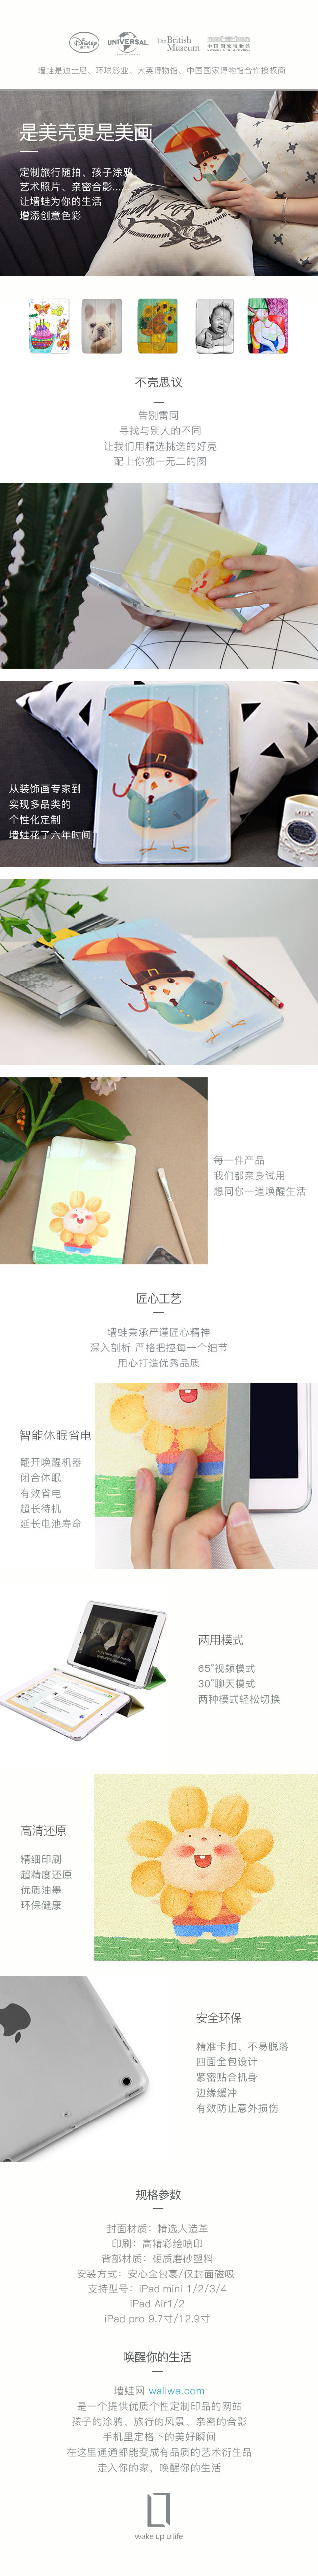 Disney
迪士尼
UNIVERSAL
The British Museum
中国国家博物馆
墙蛙是迪士尼、环球影业、大英博物馆、中国国家博物馆合作授权商
是美壳更是美画
定制旅行随拍、孩子涂鸦、
艺术照片、亲密合影...
让墙蛙为你的生活
增添创意色彩
不壳思议
告别雷同
寻找与别人的不同
让我们用精选挑选的好壳
配上你独一无二的图
从装饰画专家到
实现多品类的
个性化定制
墙蛙花了六年时间
每一件产品
我们都亲身试用
想同你一道唤醒生活
匠心工艺
墙蛙秉承严谨匠心精神
深入剖析 严格把控每一个细节
用心打造优秀品质
智能休眠省电
翻开唤醒机器
闭合休眠
有效省电
超长待机
延长电池寿命
两用模式
65°视频模式
30°聊天模式
两种模式轻松切换
高清还原
精细印刷
超精度还原
优质油墨
环保健康
安全环保
精准卡扣、不易脱落
四面全包设计
紧密贴合机身
边缘缓冲
有效防止意外损伤
规格参数
封面材质：精选人造革
印刷：高精彩绘喷印
背部材质：硬质磨砂塑料
安装方式：安心全包裹/仅封面磁吸
支持型号：iPad mini 1/2/3/4
iPad Air1/2
iPad pro 9.7寸/12.9寸
唤醒你的生活
墙蛙网 wallwa.com
是一个提供优质个性定制印品的网站
孩子的涂鸦、旅行的风景、亲密的合影
手机里定格下的美好瞬间
在这里通通都能变成有品质的艺术衍生品
走入你的家，唤醒你的生活
wake up u life